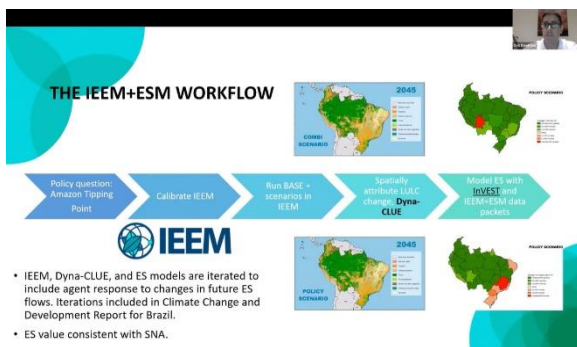 THE IEEM+ESM WORKFLOW
2045
COMBI
SCENARIO
POLICY SCENARIO
Policy question:
Amazon Tipping
Point
Calibrate IEEM
Run BASE +
scenarios in
IEEM
Spatially
attribute LULC
change, Dyna-
CLUE
Model ES with
InVEST and
IEEM+ESM data
packets
IEEM
2045
POLICY
SCENARIO
POLICY SCENARIO
• IEEM, Dyna-CLUE, and ES models are iterated to
include agent response to changes in future ES
flows. Iterations included in Climate Change and
Development Report for Brazil.
• ES value consistent with SNA.